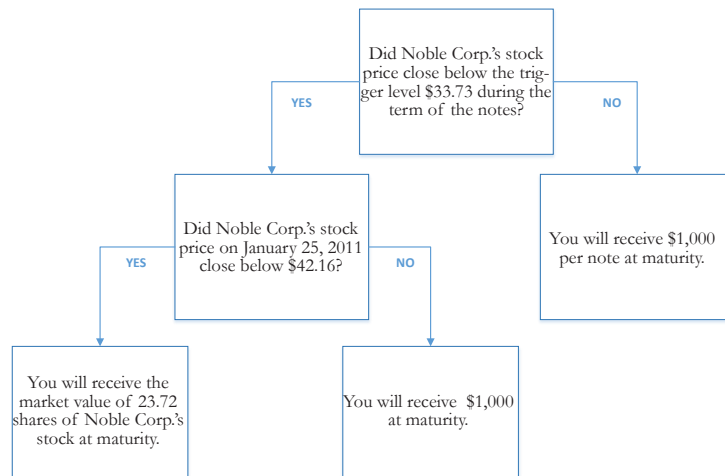 Did Noble Corp.'s stock
price close below the trig-
ger level $33.73 during the
term of the notes?
YES
NO
Did Noble Corp.'s stock
price on January 25, 2011
close below $42.16?
You will receive $1,000
per note at maturity.
YES
NO
You will receive the
market value of 23.72
shares of Noble Corp.'s
stock at maturity.
You will receive $1,000
at maturity.